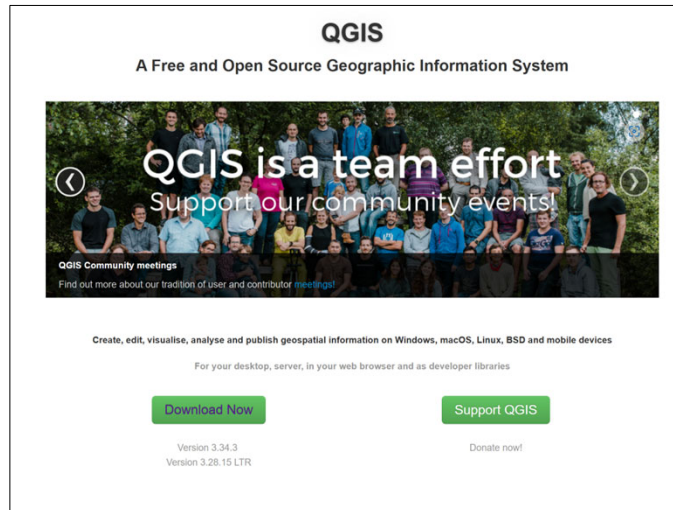 QGIS
A Free and Open Source Geographic Information System
QGIS is a team effort
Support our community events!
QGIS Community meetings
Find out more about our tradition of user and contributor meetings!
Create, edit, visualise, analyse and publish geospatial information on Windows, macOS, Linux, BSD and mobile devices
For your desktop, server, in your web browser and as developer libraries
Download Now
Support QGIS
Version 3.34.3
Donate now!
Version 3.28.15 LTR